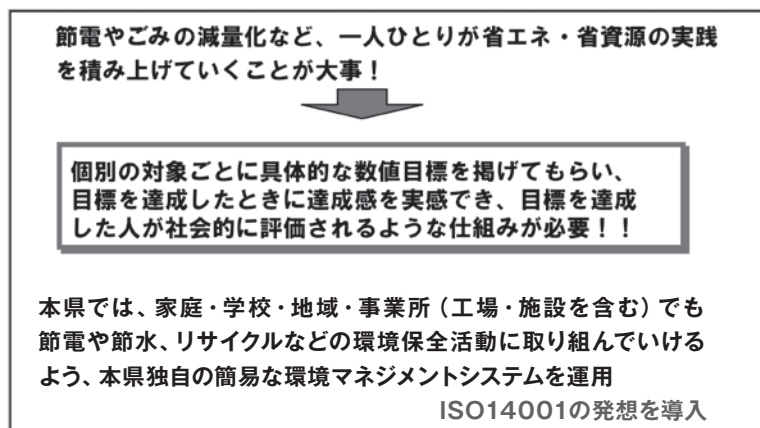 節電やごみの減量化など、一人ひとりが省エネ・省資源の実践
を積み上げていくことが大事！
個別の対象ごとに具体的な数値目標を掲げてもらい、
目標を達成したときに達成感を実感でき、目標を達成
した人が社会的に評価されるような仕組みが必要！！
本県では、家庭・学校・地域・事業所（工場・施設を含む）でも
節電や節水、リサイクルなどの環境保全活動に取り組んでいける
よう、本県独自の簡易な環境マネジメントシステムを運用
ISO14001の発想を導入